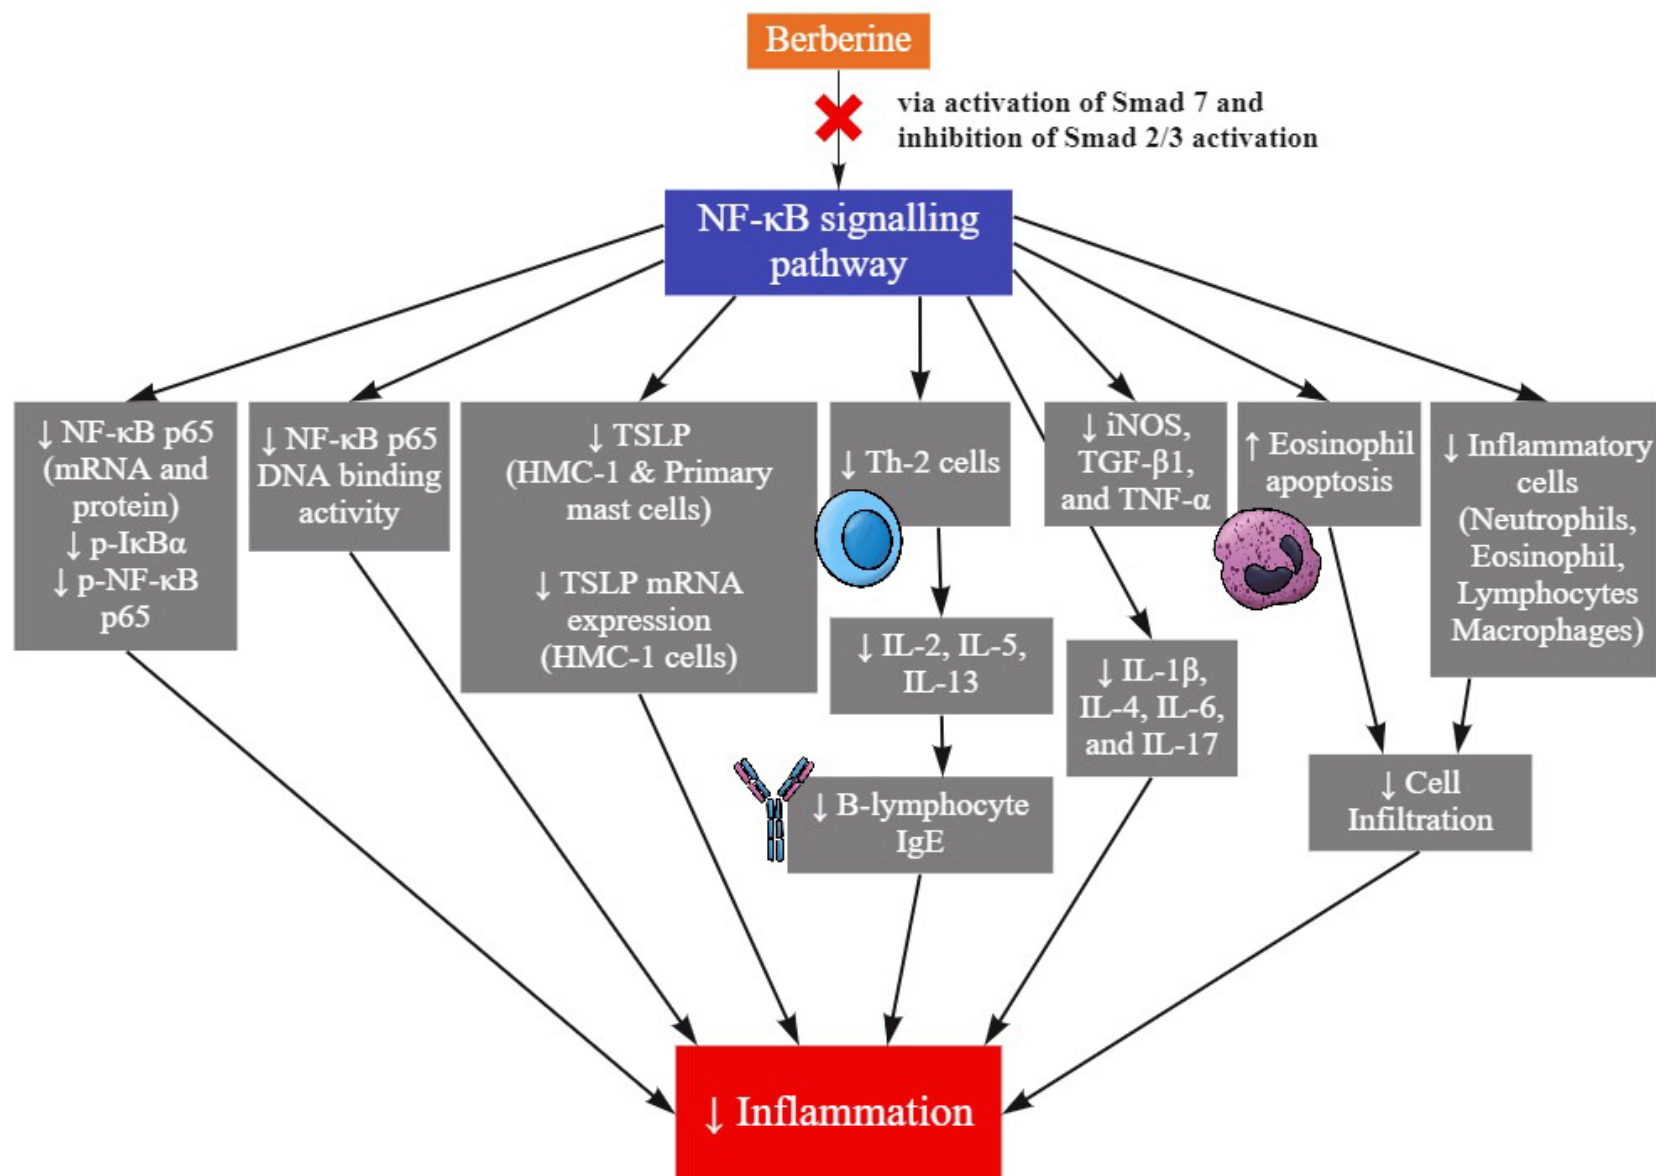 Berberine
via activation of Smad 7 and
inhibition of Smad 2/3 activation
NF-κB signalling
pathway
↓ NF-κB p65
(mRNA and
protein)
↓ p-IκBα
↓ p-NF-κB
p65
↓ NF-κB p65
DNA binding
activity
↓ TSLP
(HMC-1 & Primary
mast cells)
↓ TSLP mRNA
expression
(HMC-1 cells)
↓ Th-2 cells
↓ IL-2, IL-5,
IL-13
↓ B-lymphocyte
IgE
↓ iNOS,
TGF-β1,
and TNF-α
↓ IL-1β,
IL-4, IL-6,
and IL-17
↑ Eosinophil
apoptosis
↓ Inflammatory
cells
(Neutrophils,
Eosinophil,
Lymphocytes
Macrophages)
↓ Cell
Infiltration
↓ Inflammation